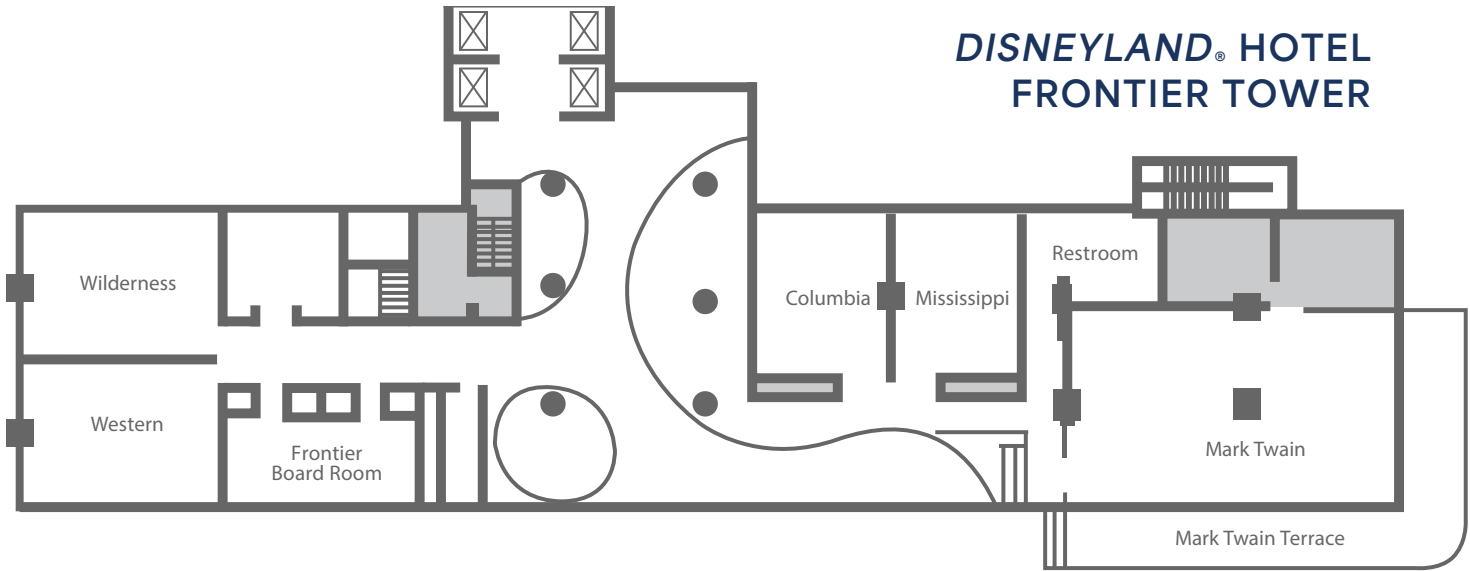 DISNEYLAND® HOTEL
FRONTIER TOWER
Wilderness
Restroom
Columbia
Mississippi
Western
Frontier
Board Room
Mark Twain
Mark Twain Terrace